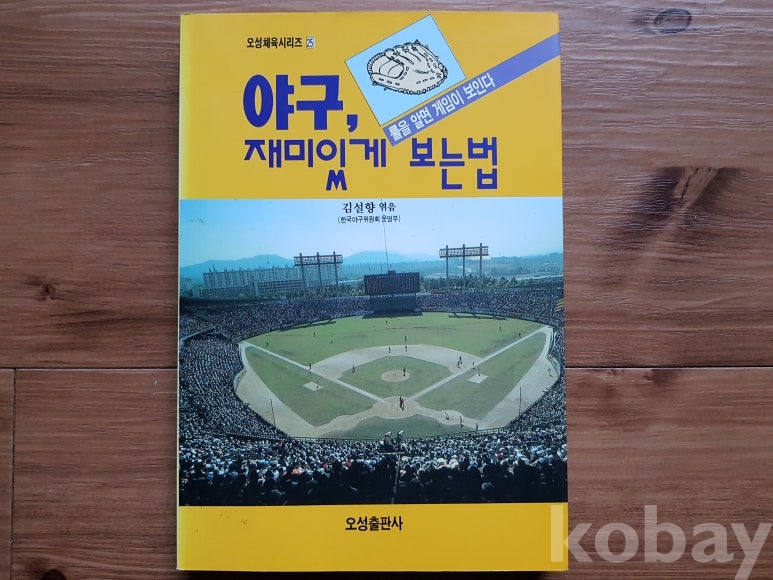 오성체육시리즈 25
룰을 알면 게임이 보인다
야구,
재미있게 보는법
김설향 엮음
(한국야구위원회 운영부)
오성출판사
kobay